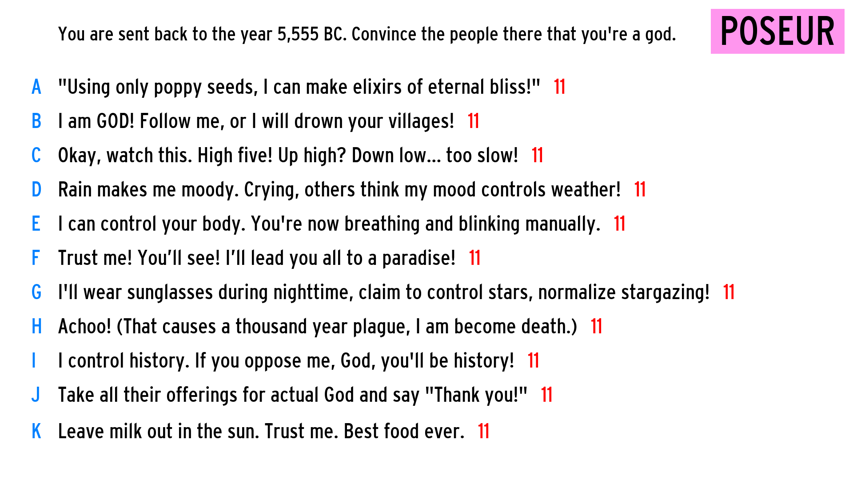 You are sent back to the year 5,555 BC. Convince the people there that you're a god. POSEUR
A "Using only poppy seeds, I can make elixirs of eternal bliss!" 11
B I am GOD! Follow me, or I will drown your villages! 11
C Okay, watch this. High five! Up high? Down low... too slow! 11
D Rain makes me moody. Crying, others think my mood controls weather! 11
E I can control your body. You're now breathing and blinking manually. 11
F Trust me! You’ll see! I’ll lead you all to a paradise! 11
G I'll wear sunglasses during nighttime, claim to control stars, normalize stargazing! 11
H Achoo! (That causes a thousand year plague, I am become death.) 11
I I control history. If you oppose me, God, you'll be history! 11
J Take all their offerings for actual God and say "Thank you!" 11
K Leave milk out in the sun. Trust me. Best food ever. 11